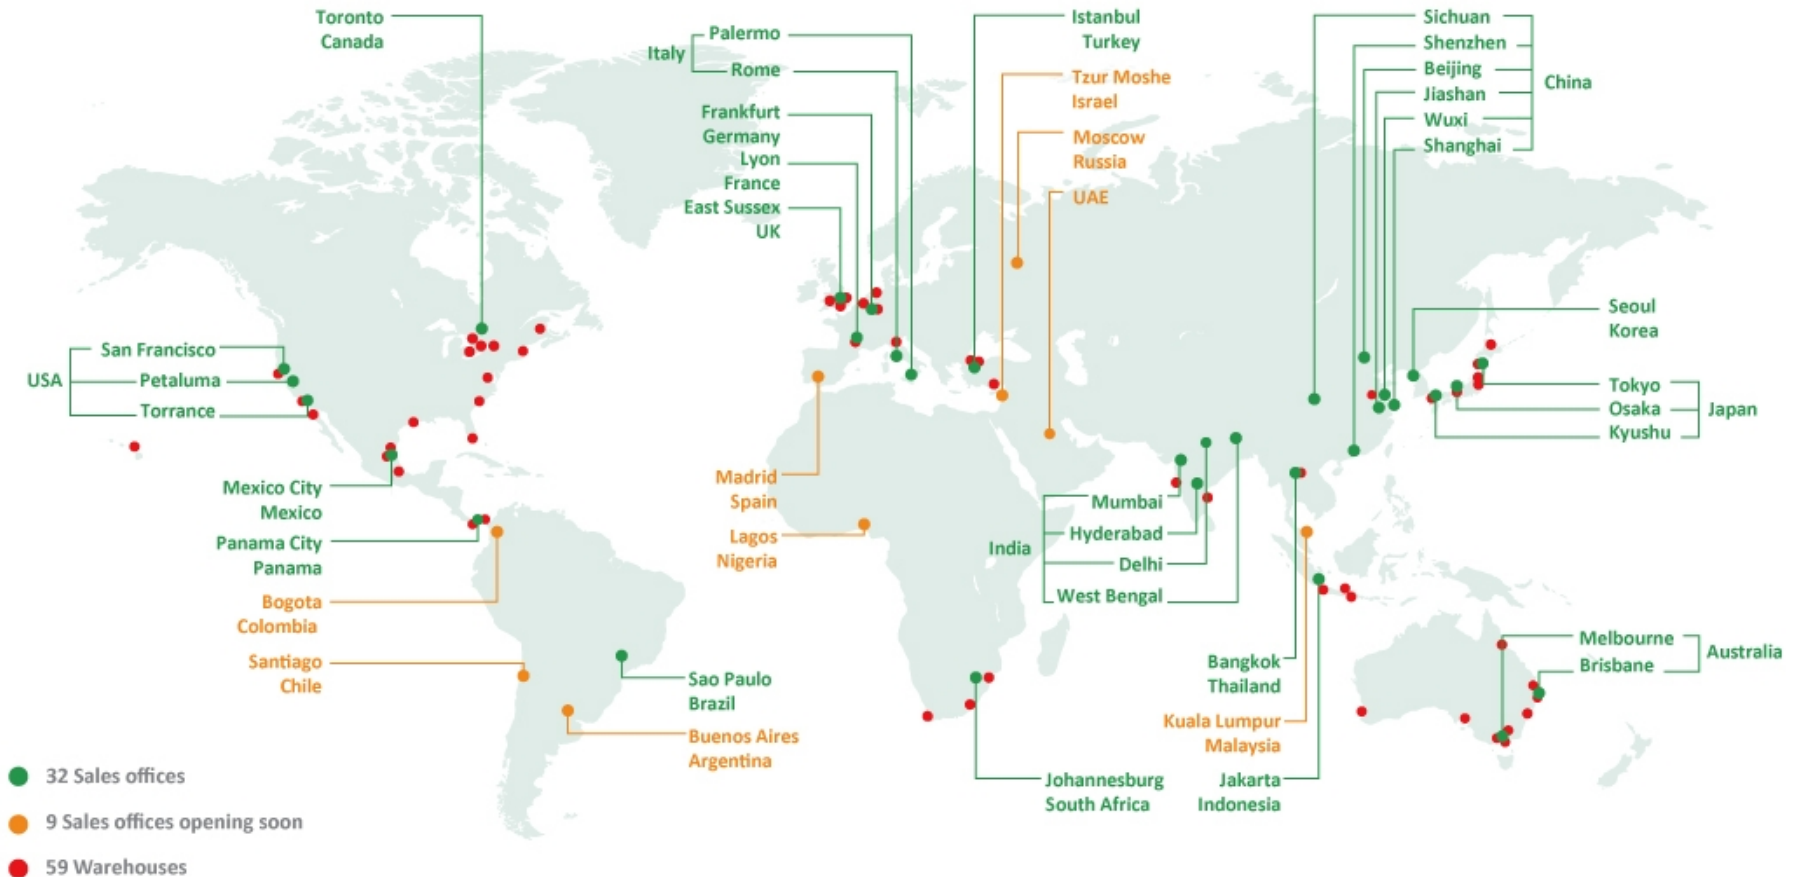 Toronto
Canada
Italy
Palermo
Rome
Frankfurt
Germany
Lyon
France
East Sussex
UK
Istanbul
Turkey
Tzur Moshe
Israel
Moscow
Russia
UAE
Sichuan
Shenzhen
Beijing
Jiashan
Wuxi
Shanghai
China
Seoul
Korea
Tokyo
Osaka
Kyushu
Japan
USA
San Francisco
Petaluma
Torrance
Mexico City
Mexico
Panama City
Panama
Bogota
Colombia
Santiago
Chile
Sao Paulo
Brazil
Buenos Aires
Argentina
Madrid
Spain
Lagos
Nigeria
India
Mumbai
Hyderabad
Delhi
West Bengal
Bangkok
Thailand
Kuala Lumpur
Malaysia
Jakarta
Indonesia
Johannesburg
South Africa
Melbourne
Brisbane
Australia
32 Sales offices
9 Sales offices opening soon
59 Warehouses